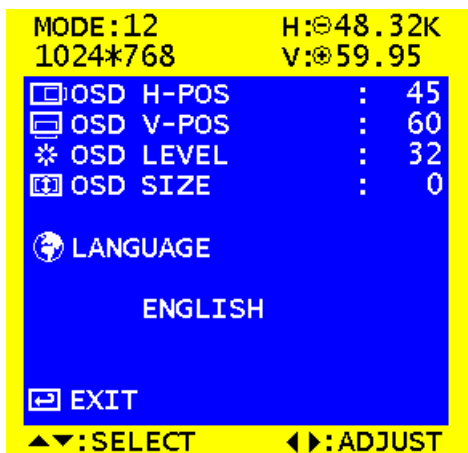 MODE:12 H:⊖48.32K
1024*768 V:⊕59.95
OSD H-POS : 45
OSD V-POS : 60
OSD LEVEL : 32
OSD SIZE : 0
LANGUAGE
ENGLISH
EXIT
▲▼:SELECT ◀▶:ADJUST